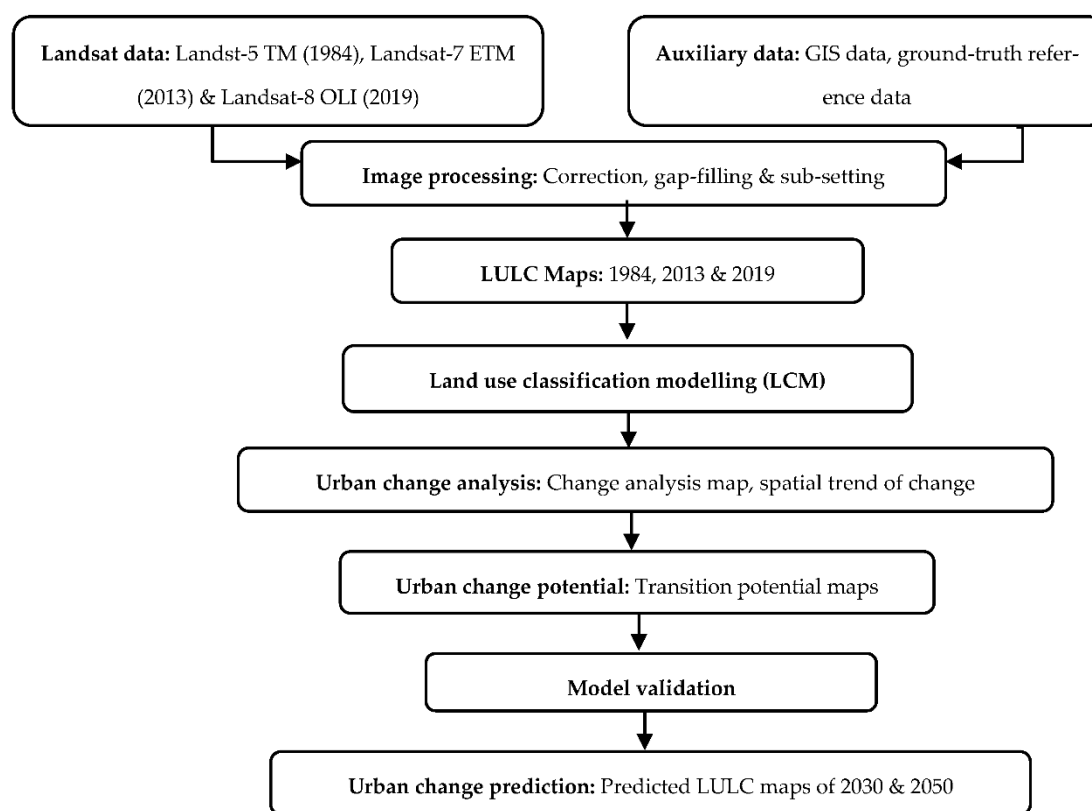 Landsat data: Landst-5 TM (1984), Landsat-7 ETM
(2013) & Landsat-8 OLI (2019)
Auxiliary data: GIS data, ground-truth refer-
ence data
Image processing: Correction, gap-filling & sub-setting
LULC Maps: 1984, 2013 & 2019
Land use classification modelling (LCM)
Urban change analysis: Change analysis map, spatial trend of change
Urban change potential: Transition potential maps
Model validation
Urban change prediction: Predicted LULC maps of 2030 & 2050